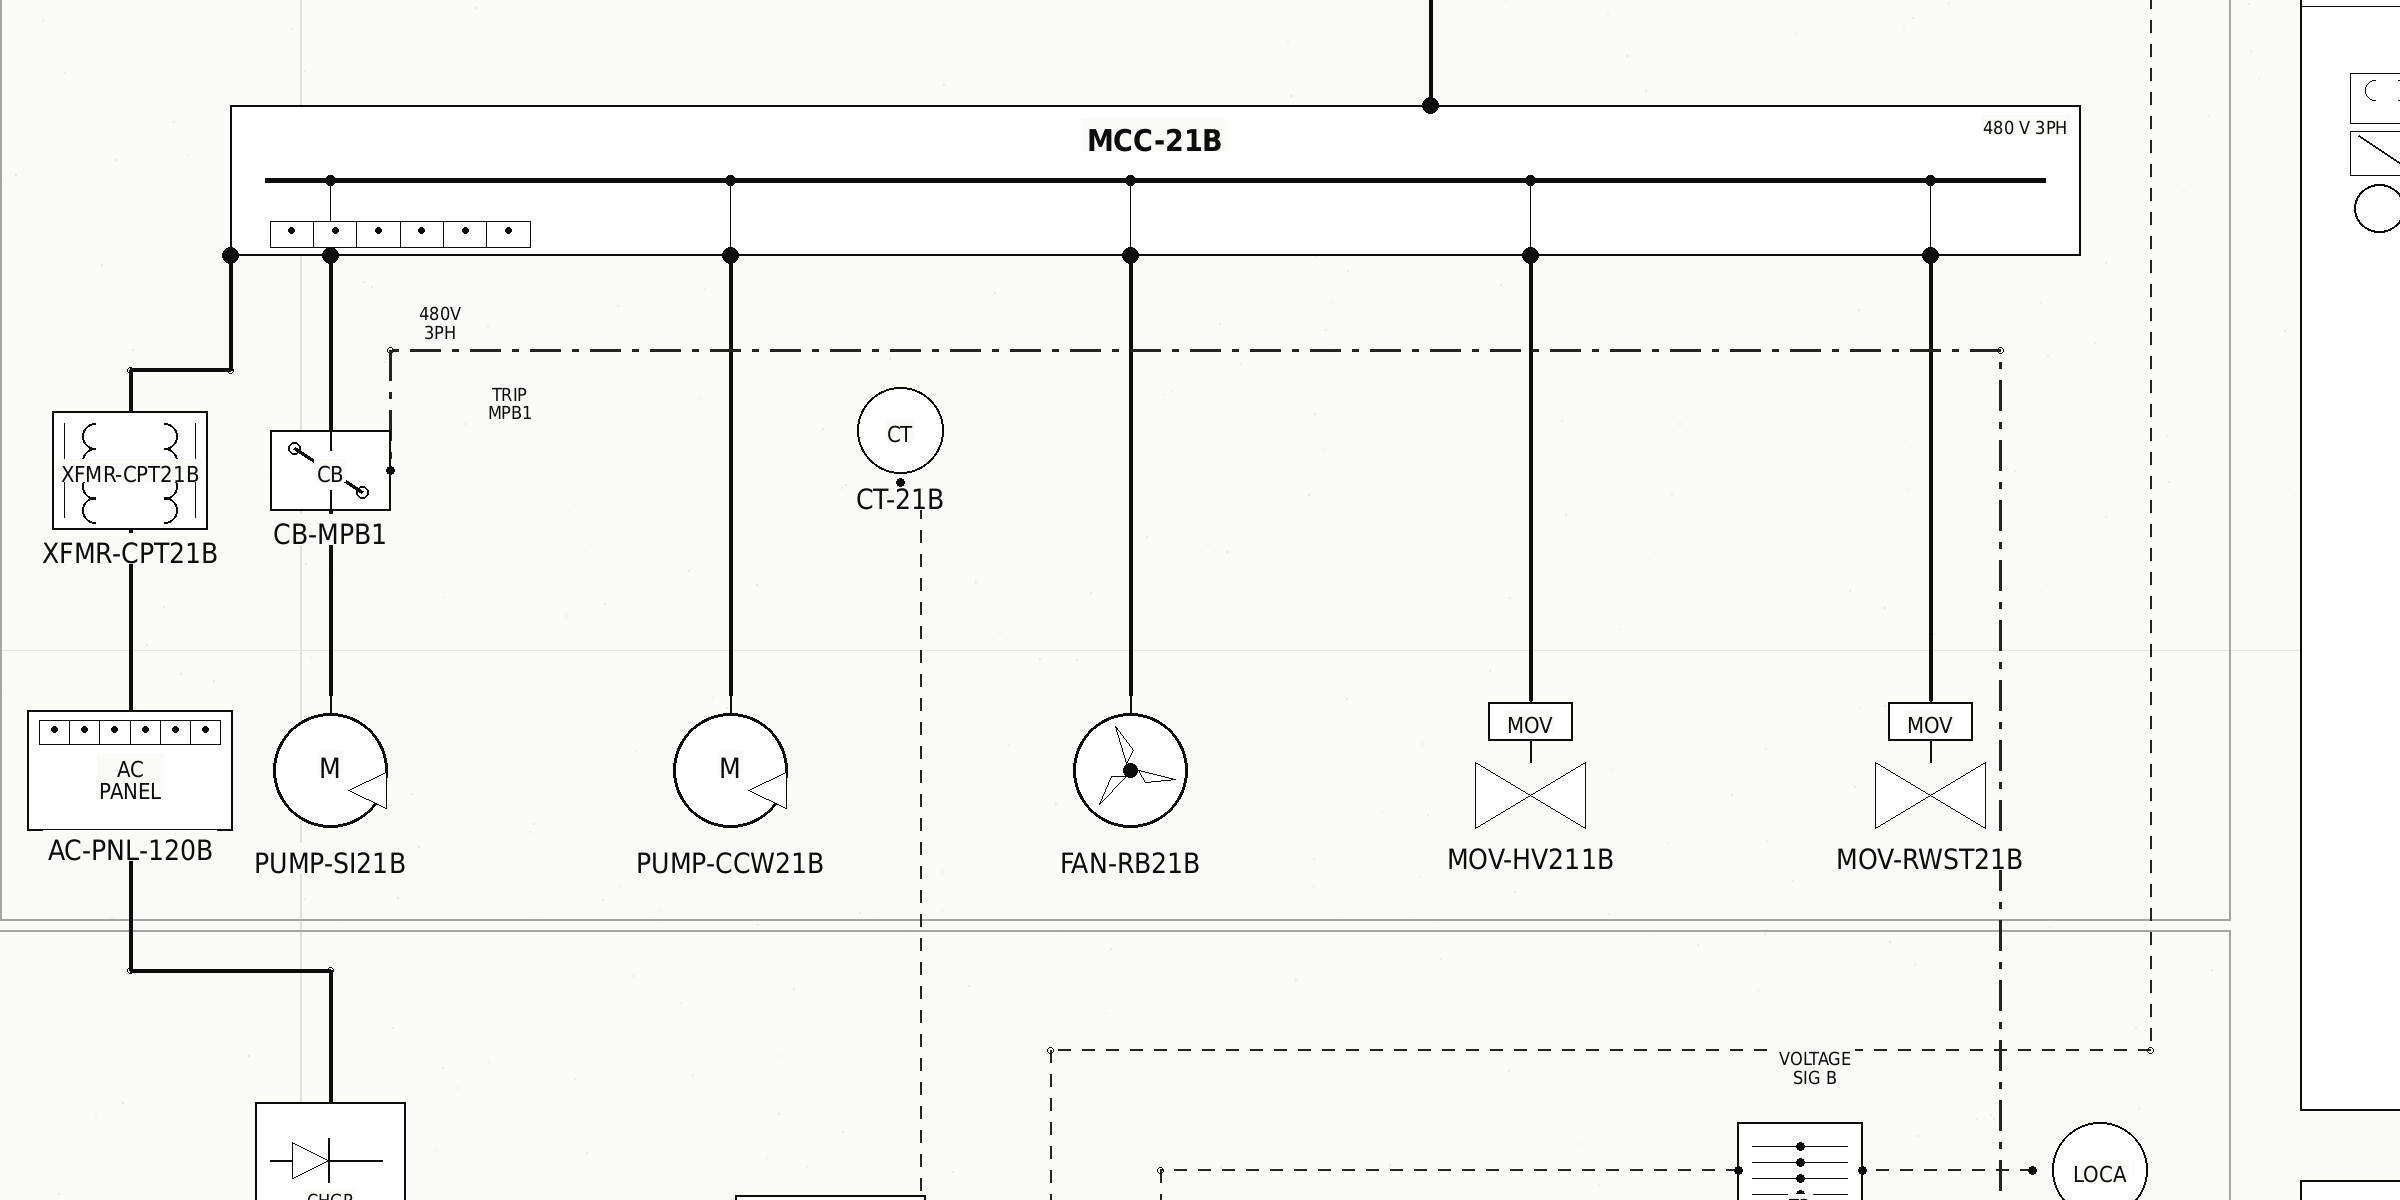 MCC-21B
480 V 3PH
480V
3PH
TRIP
MPB1
CT
CT-21B
XFMR-CPT21B
CB
XFMR-CPT21B
CB-MPB1
MOV
MOV
M
M
AC
PANEL
AC-PNL-120B
PUMP-SI21B
PUMP-CCW21B
FAN-RB21B
MOV-HV211B
MOV-RWST21B
VOLTAGE
SIG B
LOCA